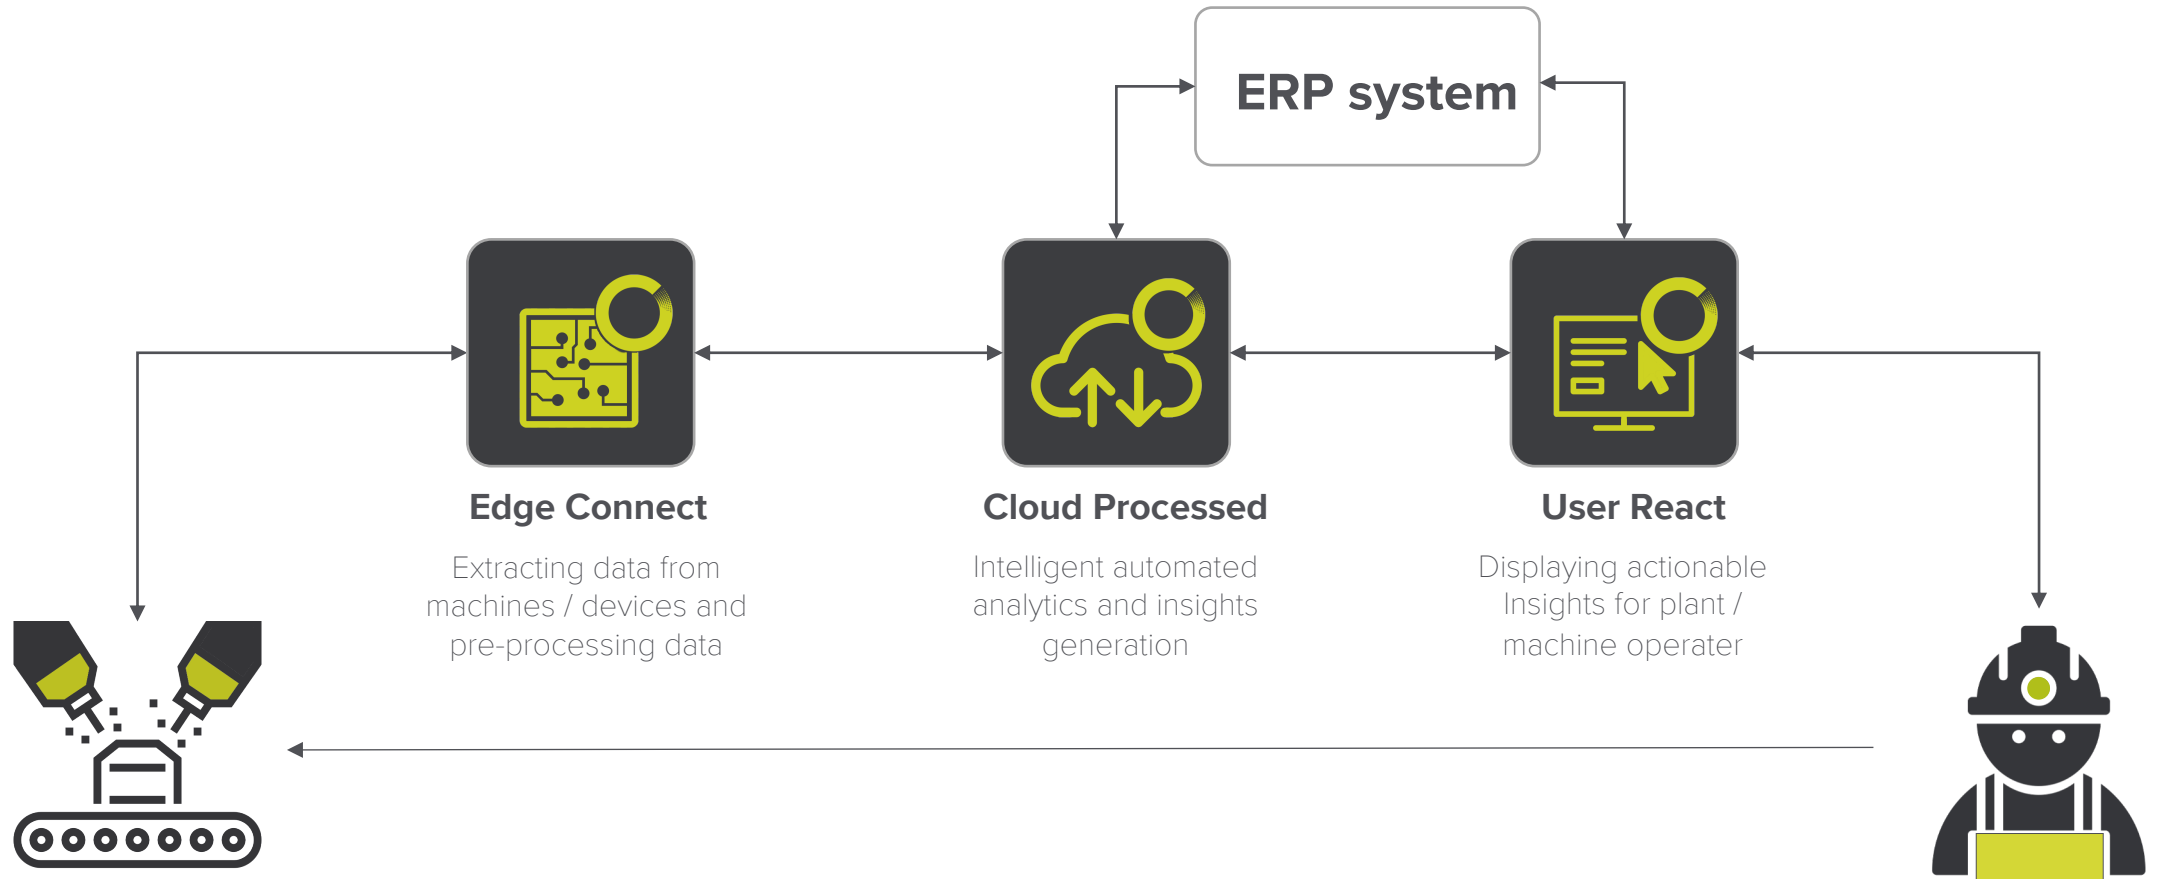 ERP system
Edge Connect
Extracting data from
machines / devices and
pre-processing data
Cloud Processed
Intelligent automated
analytics and insights
generation
User React
Displaying actionable
Insights for plant /
machine operater